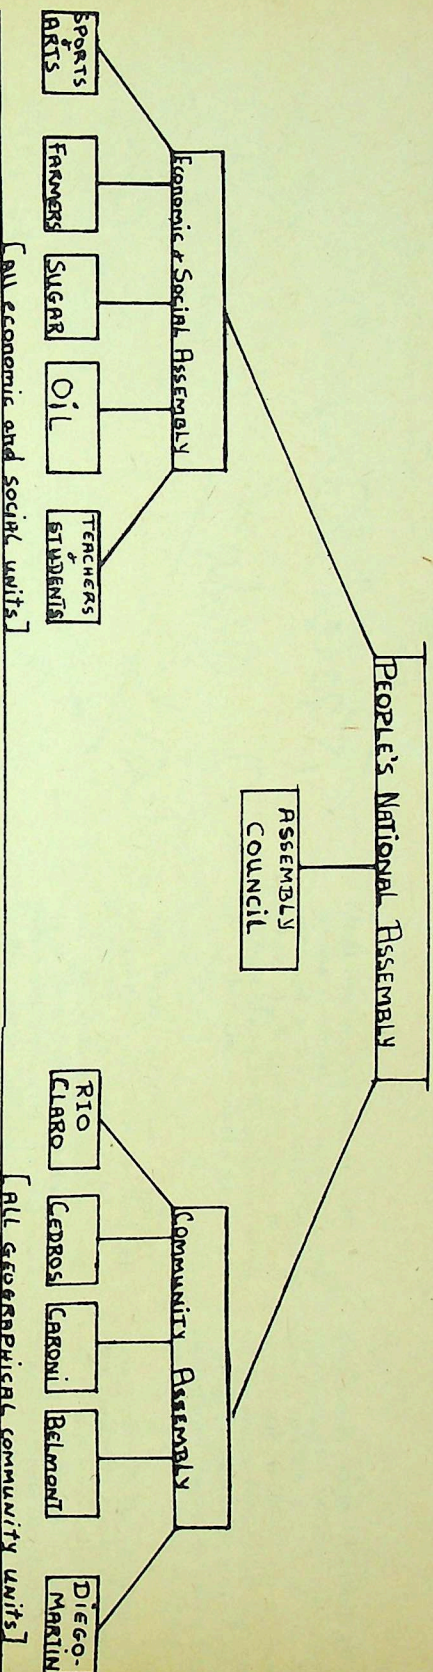 PEOPLE'S NATIONAL ASSEMBLY
ASSEMBLY
COUNCIL
ECONOMIC & SOCIAL ASSEMBLY
COMMUNITY ASSEMBLY
SPORTS
&
ARTS
FARMERS
SUGAR
OIL
TEACHERS
&
STUDENTS
RIO
CLARO
CEDROS
CARONI
BELMONT
DIEGO-
MARTIN
[ALL economic and social units]
[ALL GEOGRAPHICAL COMMUNITY UNITS]